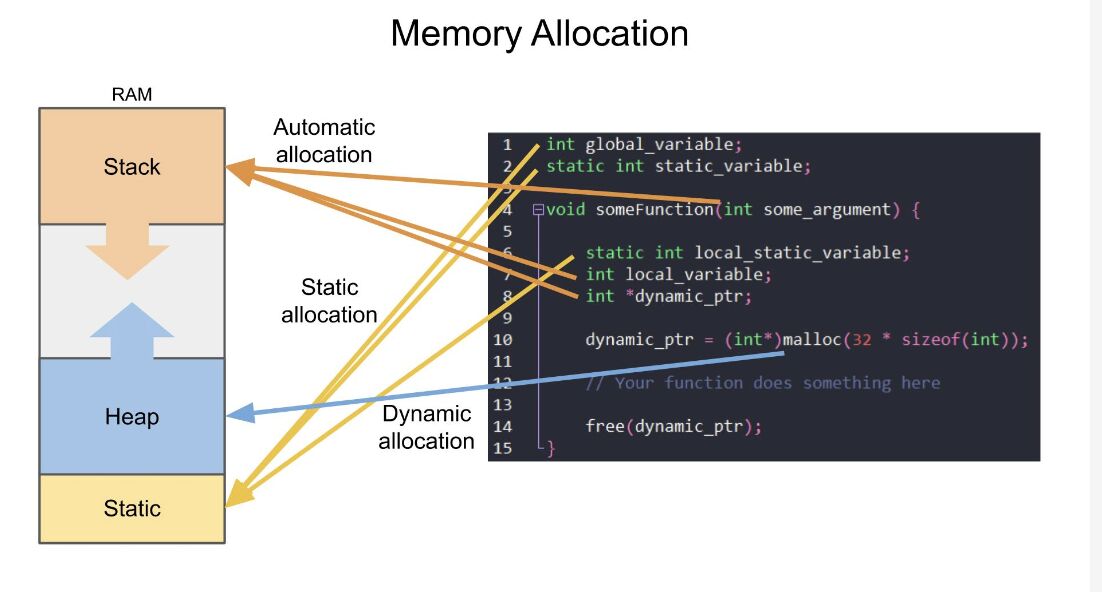 Memory Allocation
RAM
Stack
Heap
Static
Automatic
allocation
Static
allocation
Dynamic
allocation
1 int global_variable;
2 static int static_variable;
3
4 void someFunction(int some_argument) {
5
6 static int local_static_variable;
7 int local_variable;
8 int *dynamic_ptr;
9
10 dynamic_ptr = (int*)malloc(32 * sizeof(int));
11
12 // Your function does something here
13
14 free(dynamic_ptr);
15 }